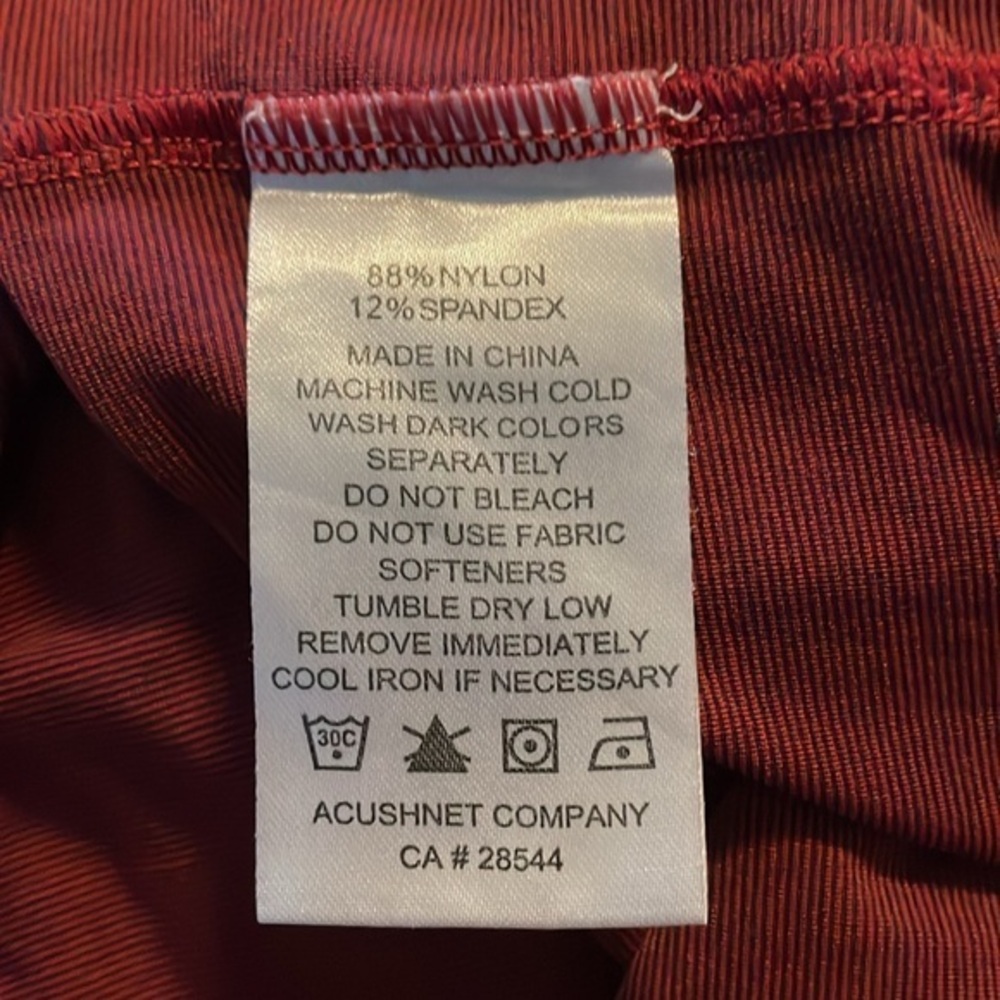 88% NYLON
12% SPANDEX
MADE IN CHINA
MACHINE WASH COLD
WASH DARK COLORS
SEPARATELY
DO NOT BLEACH
DO NOT USE FABRIC
SOFTENERS
TUMBLE DRY LOW
REMOVE IMMEDIATELY
COOL IRON IF NECESSARY
30C
ACUSHNET COMPANY
CA # 28544